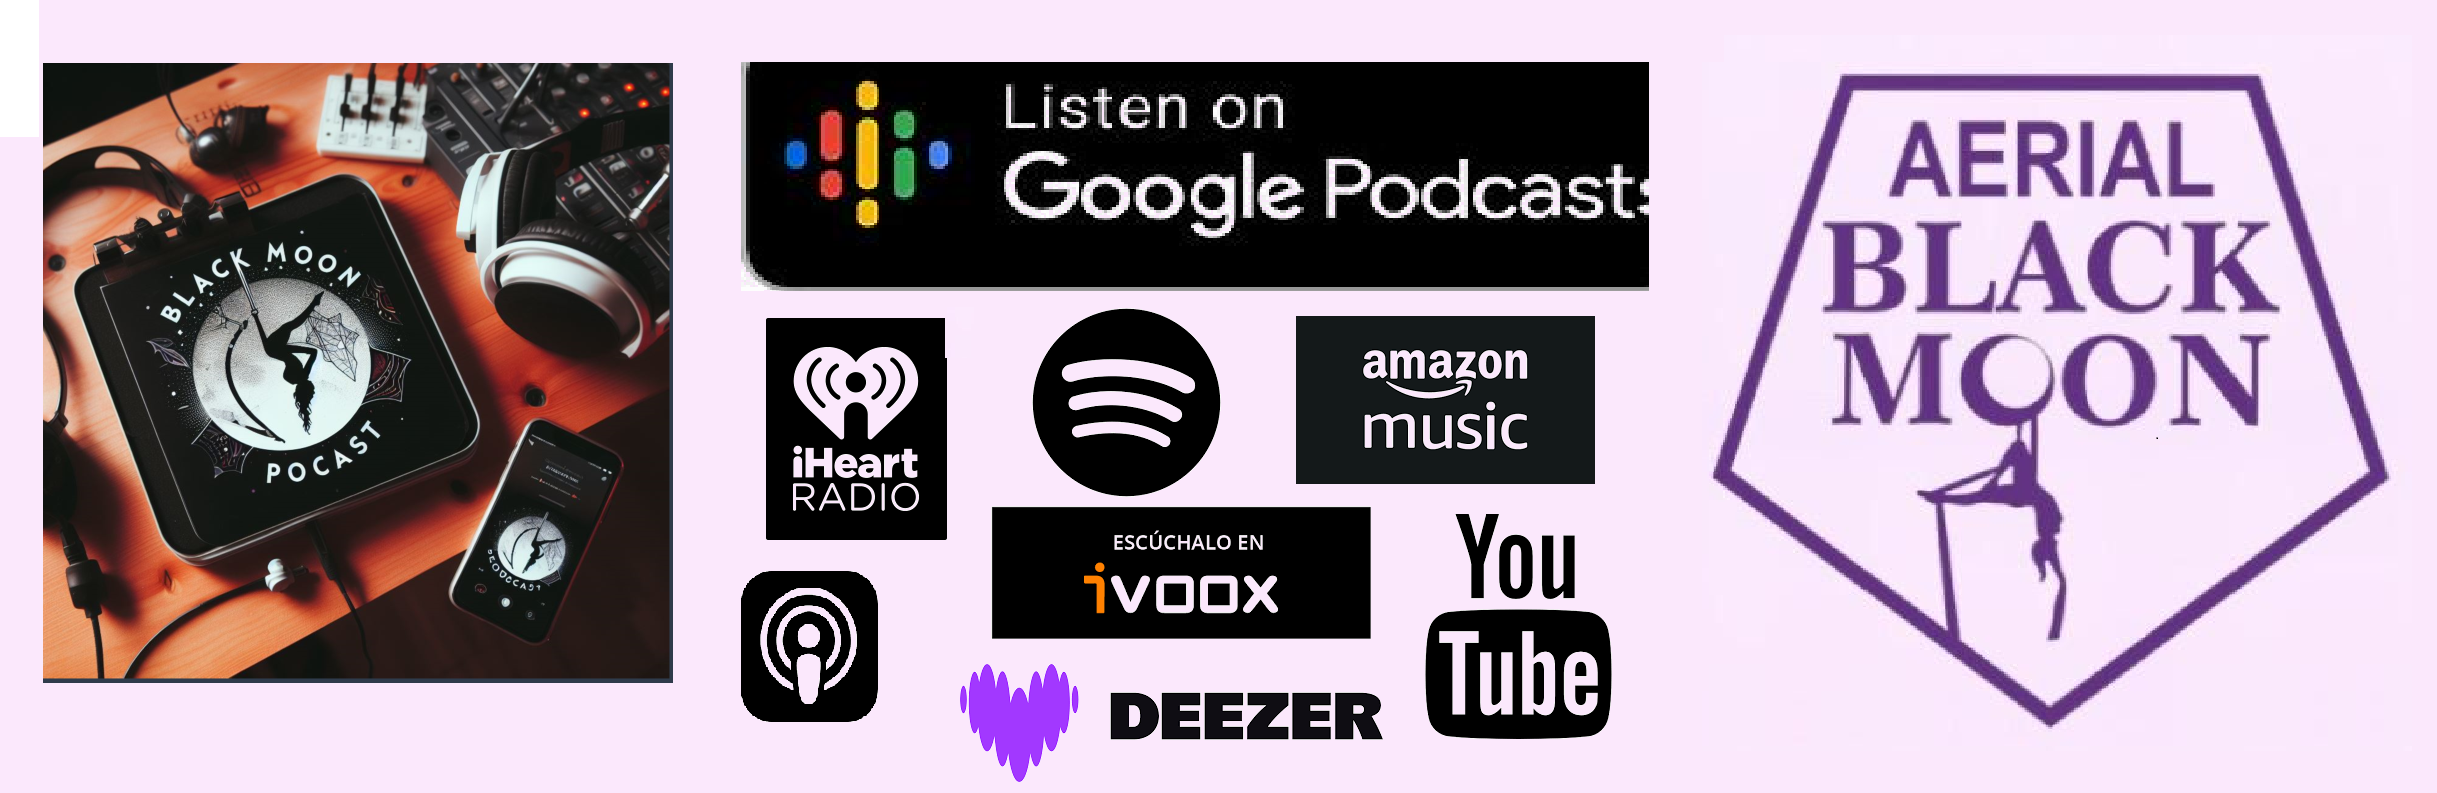 BLACK MOON
POCAST
Listen on
Google Podcasts
iHeart
RADIO
amazon
music
ESCÚCHALO EN
ivoox
DEEZER
You
Tube
AERIAL
BLACK
MOON